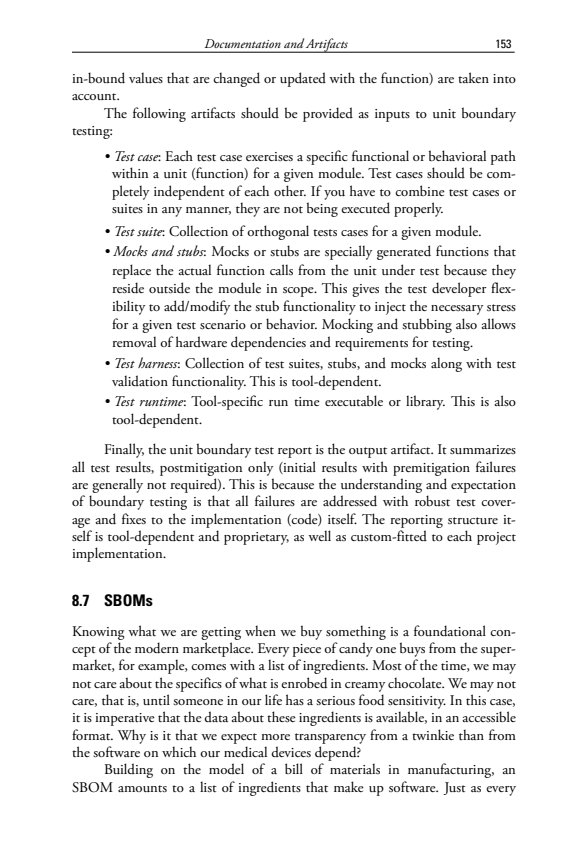 Documentation and Artifacts 153
in-bound values that are changed or updated with the function) are taken into
account.
The following artifacts should be provided as inputs to unit boundary
testing:
• Test case: Each test case exercises a specific functional or behavioral path
within a unit (function) for a given module. Test cases should be com-
pletely independent of each other. If you have to combine test cases or
suites in any manner, they are not being executed properly.
• Test suite: Collection of orthogonal tests cases for a given module.
• Mocks and stubs: Mocks or stubs are specially generated functions that
replace the actual function calls from the unit under test because they
reside outside the module in scope. This gives the test developer flex-
ibility to add/modify the stub functionality to inject the necessary stress
for a given test scenario or behavior. Mocking and stubbing also allows
removal of hardware dependencies and requirements for testing.
• Test harness: Collection of test suites, stubs, and mocks along with test
validation functionality. This is tool-dependent.
• Test runtime: Tool-specific run time executable or library. This is also
tool-dependent.
Finally, the unit boundary test report is the output artifact. It summarizes
all test results, postmitigation only (initial results with premitigation failures
are generally not required). This is because the understanding and expectation
of boundary testing is that all failures are addressed with robust test cover-
age and fixes to the implementation (code) itself. The reporting structure it-
self is tool-dependent and proprietary, as well as custom-fitted to each project
implementation.
8.7 SBOMs
Knowing what we are getting when we buy something is a foundational con-
cept of the modern marketplace. Every piece of candy one buys from the super-
market, for example, comes with a list of ingredients. Most of the time, we may
not care about the specifics of what is enrobed in creamy chocolate. We may not
care, that is, until someone in our life has a serious food sensitivity. In this case,
it is imperative that the data about these ingredients is available, in an accessible
format. Why is it that we expect more transparency from a twinkie than from
the software on which our medical devices depend?
Building on the model of a bill of materials in manufacturing, an
SBOM amounts to a list of ingredients that make up software. Just as every